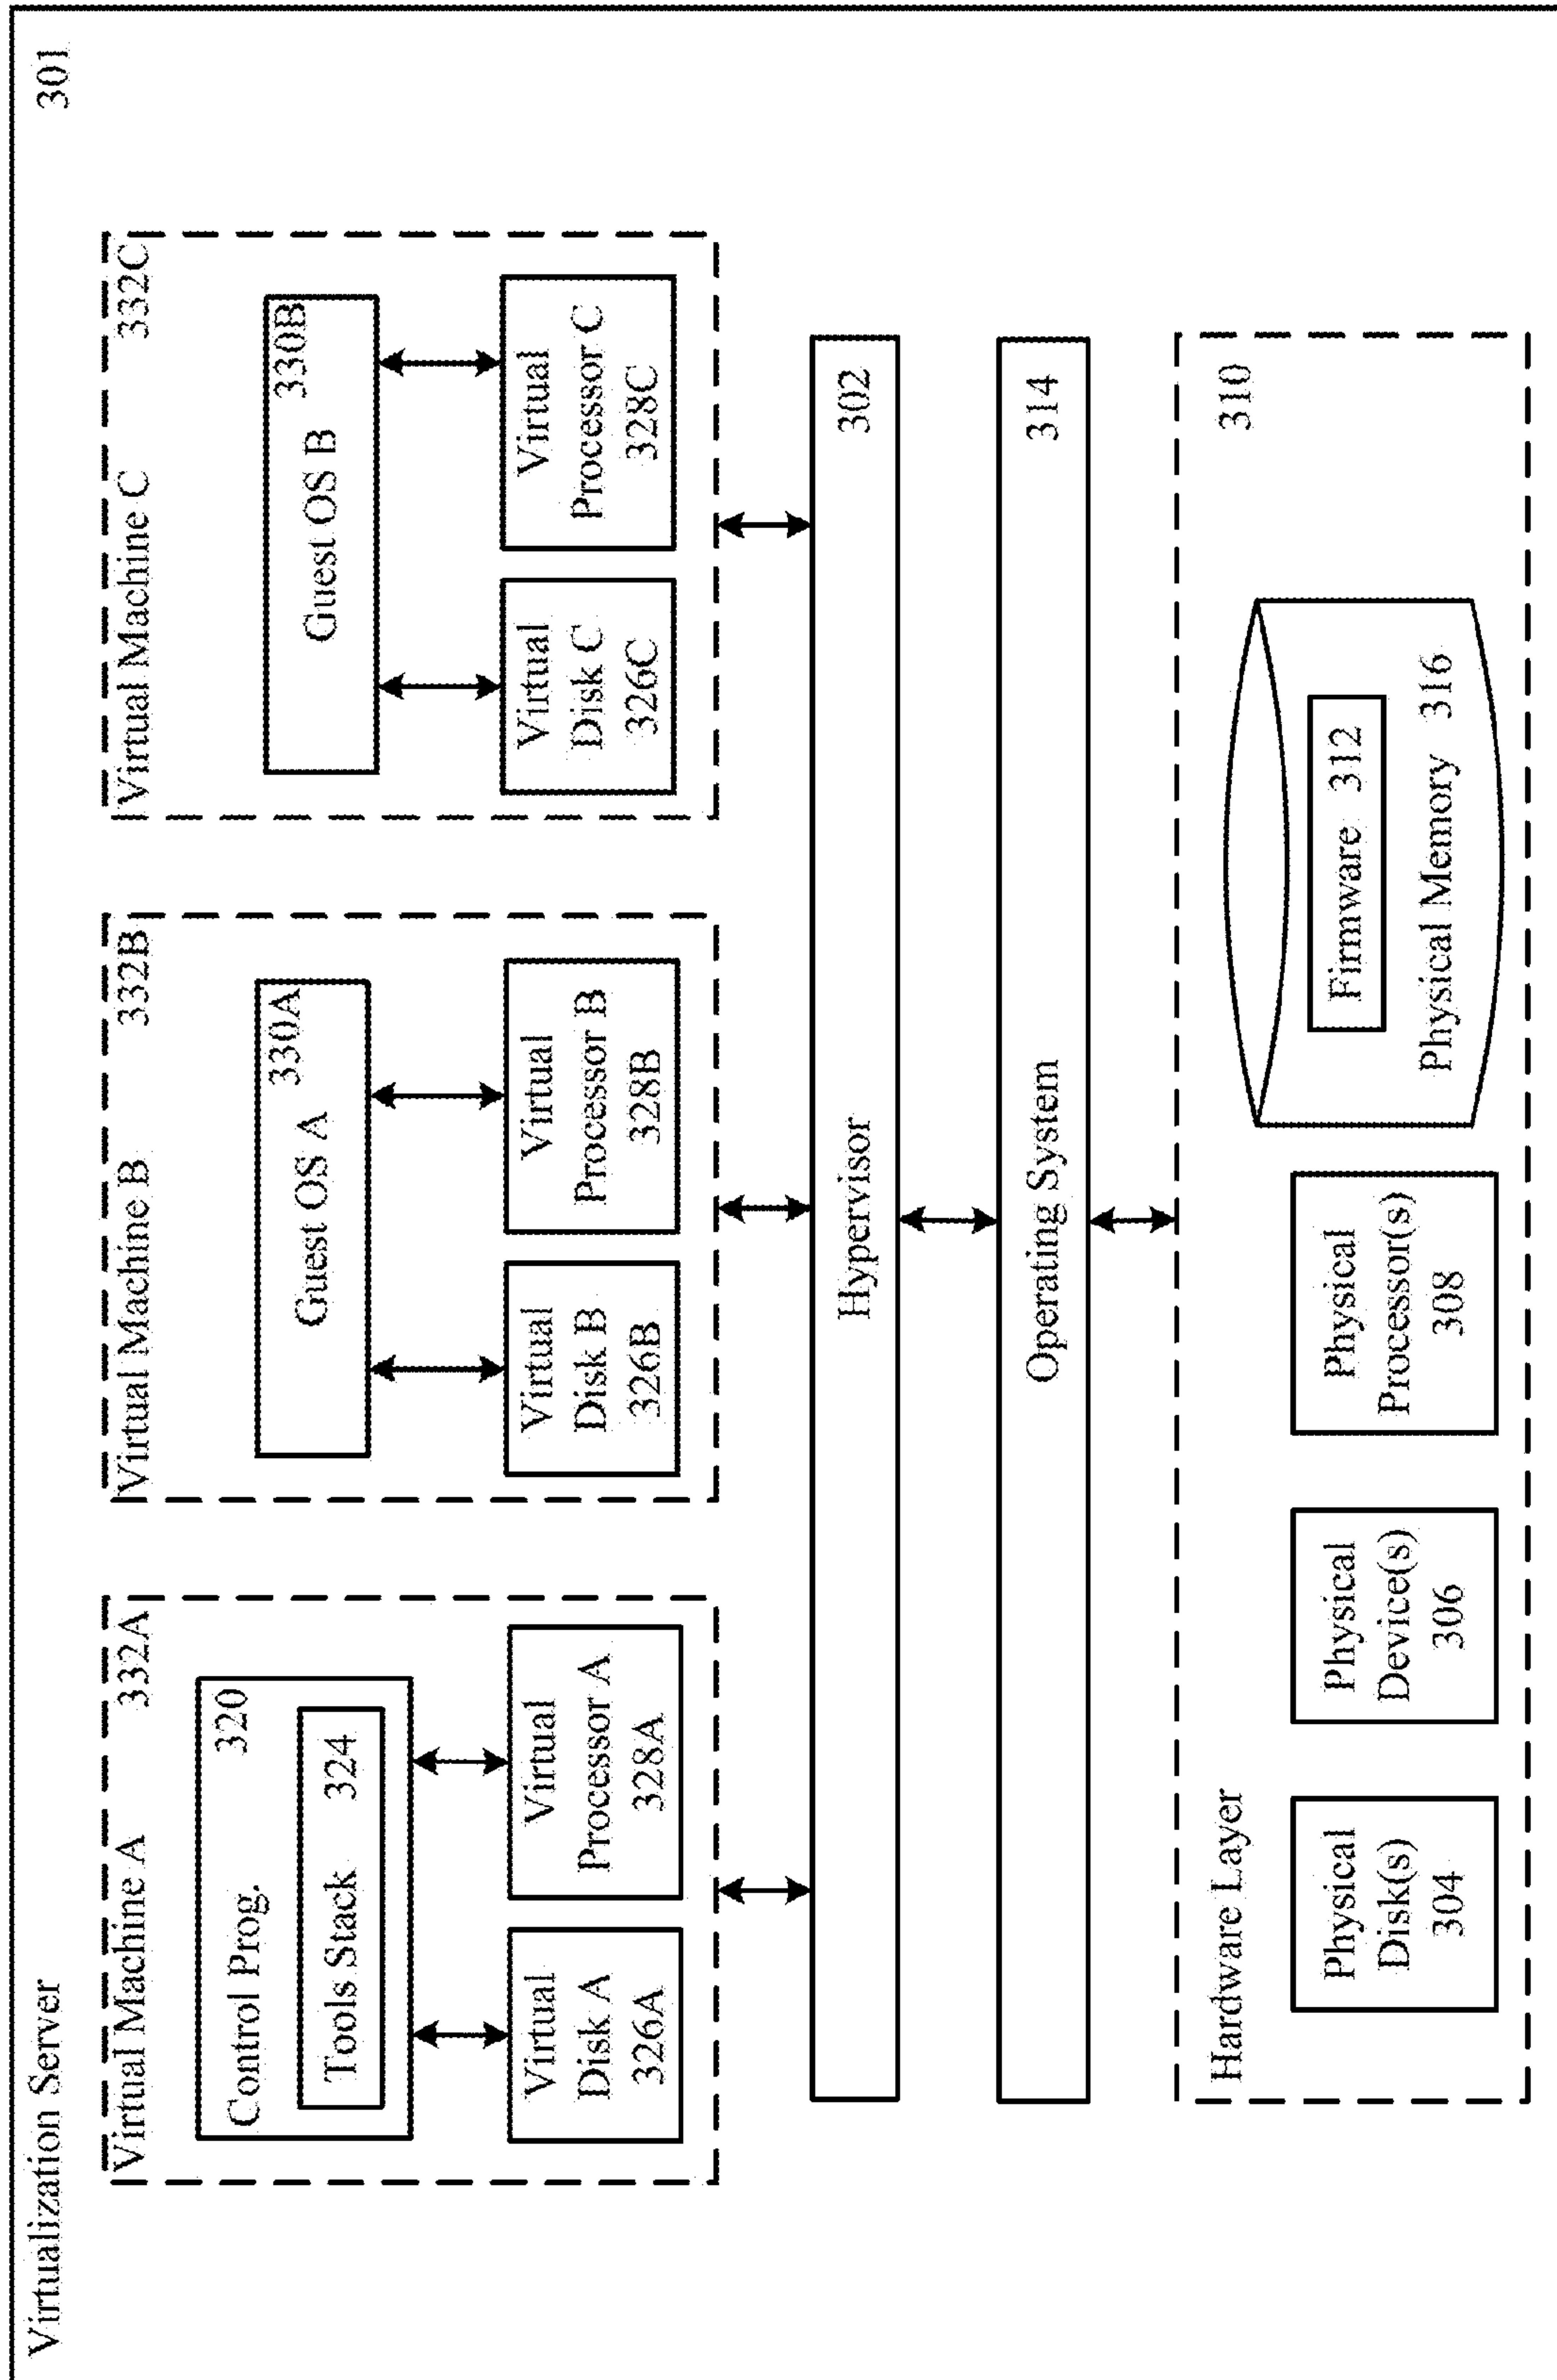 Virtualization Server 301
Virtual Machine A 332A
Control Prog. 320
Tools Stack 324
Virtual
Disk A
326A
Virtual
Processor A
328A
Virtual Machine B 332B
330A
Guest OS A
Virtual
Disk B
326B
Virtual
Processor B
328B
Virtual Machine C 332C
330B
Guest OS B
Virtual
Disk C
326C
Virtual
Processor C
328C
Hypervisor 302
Operating System 314
Hardware Layer 310
Physical
Disk(s)
304
Physical
Device(s)
306
Physical
Processor(s)
308
Firmware 312
Physical Memory 316